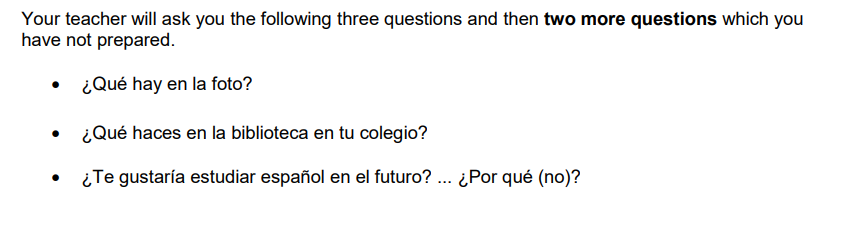 Your teacher will ask you the following three questions and then two more questions which you
have not prepared.
• ¿Qué hay en la foto?
• ¿Qué haces en la biblioteca en tu colegio?
• ¿Te gustaría estudiar español en el futuro? ... ¿Por qué (no)?